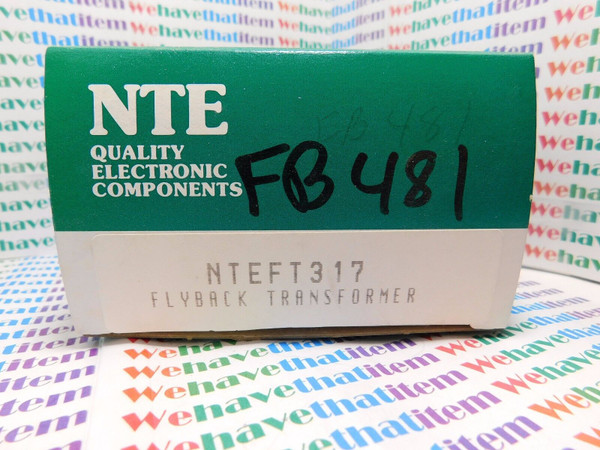 NTE
QUALITY
ELECTRONIC
COMPONENTS
FB 481
FB 481
NTEFT317
FLYBACK TRANSFORMER
Wehavethatitem